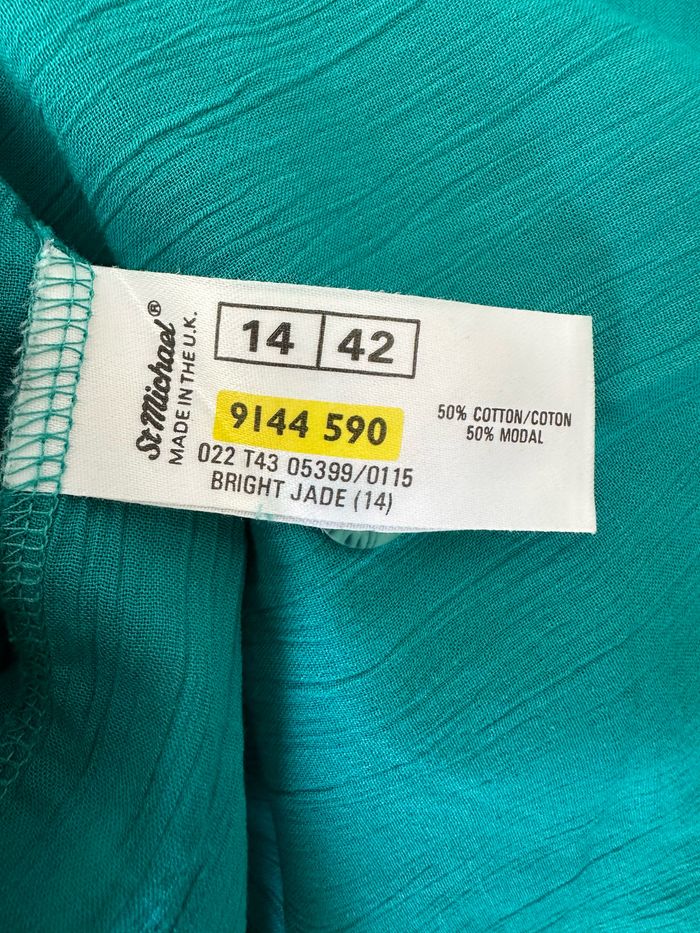 St Michael®
MADE IN THE U.K.
14 42
9144 590
022 T43 05399/0115
BRIGHT JADE (14)
50% COTTON/COTON
50% MODAL